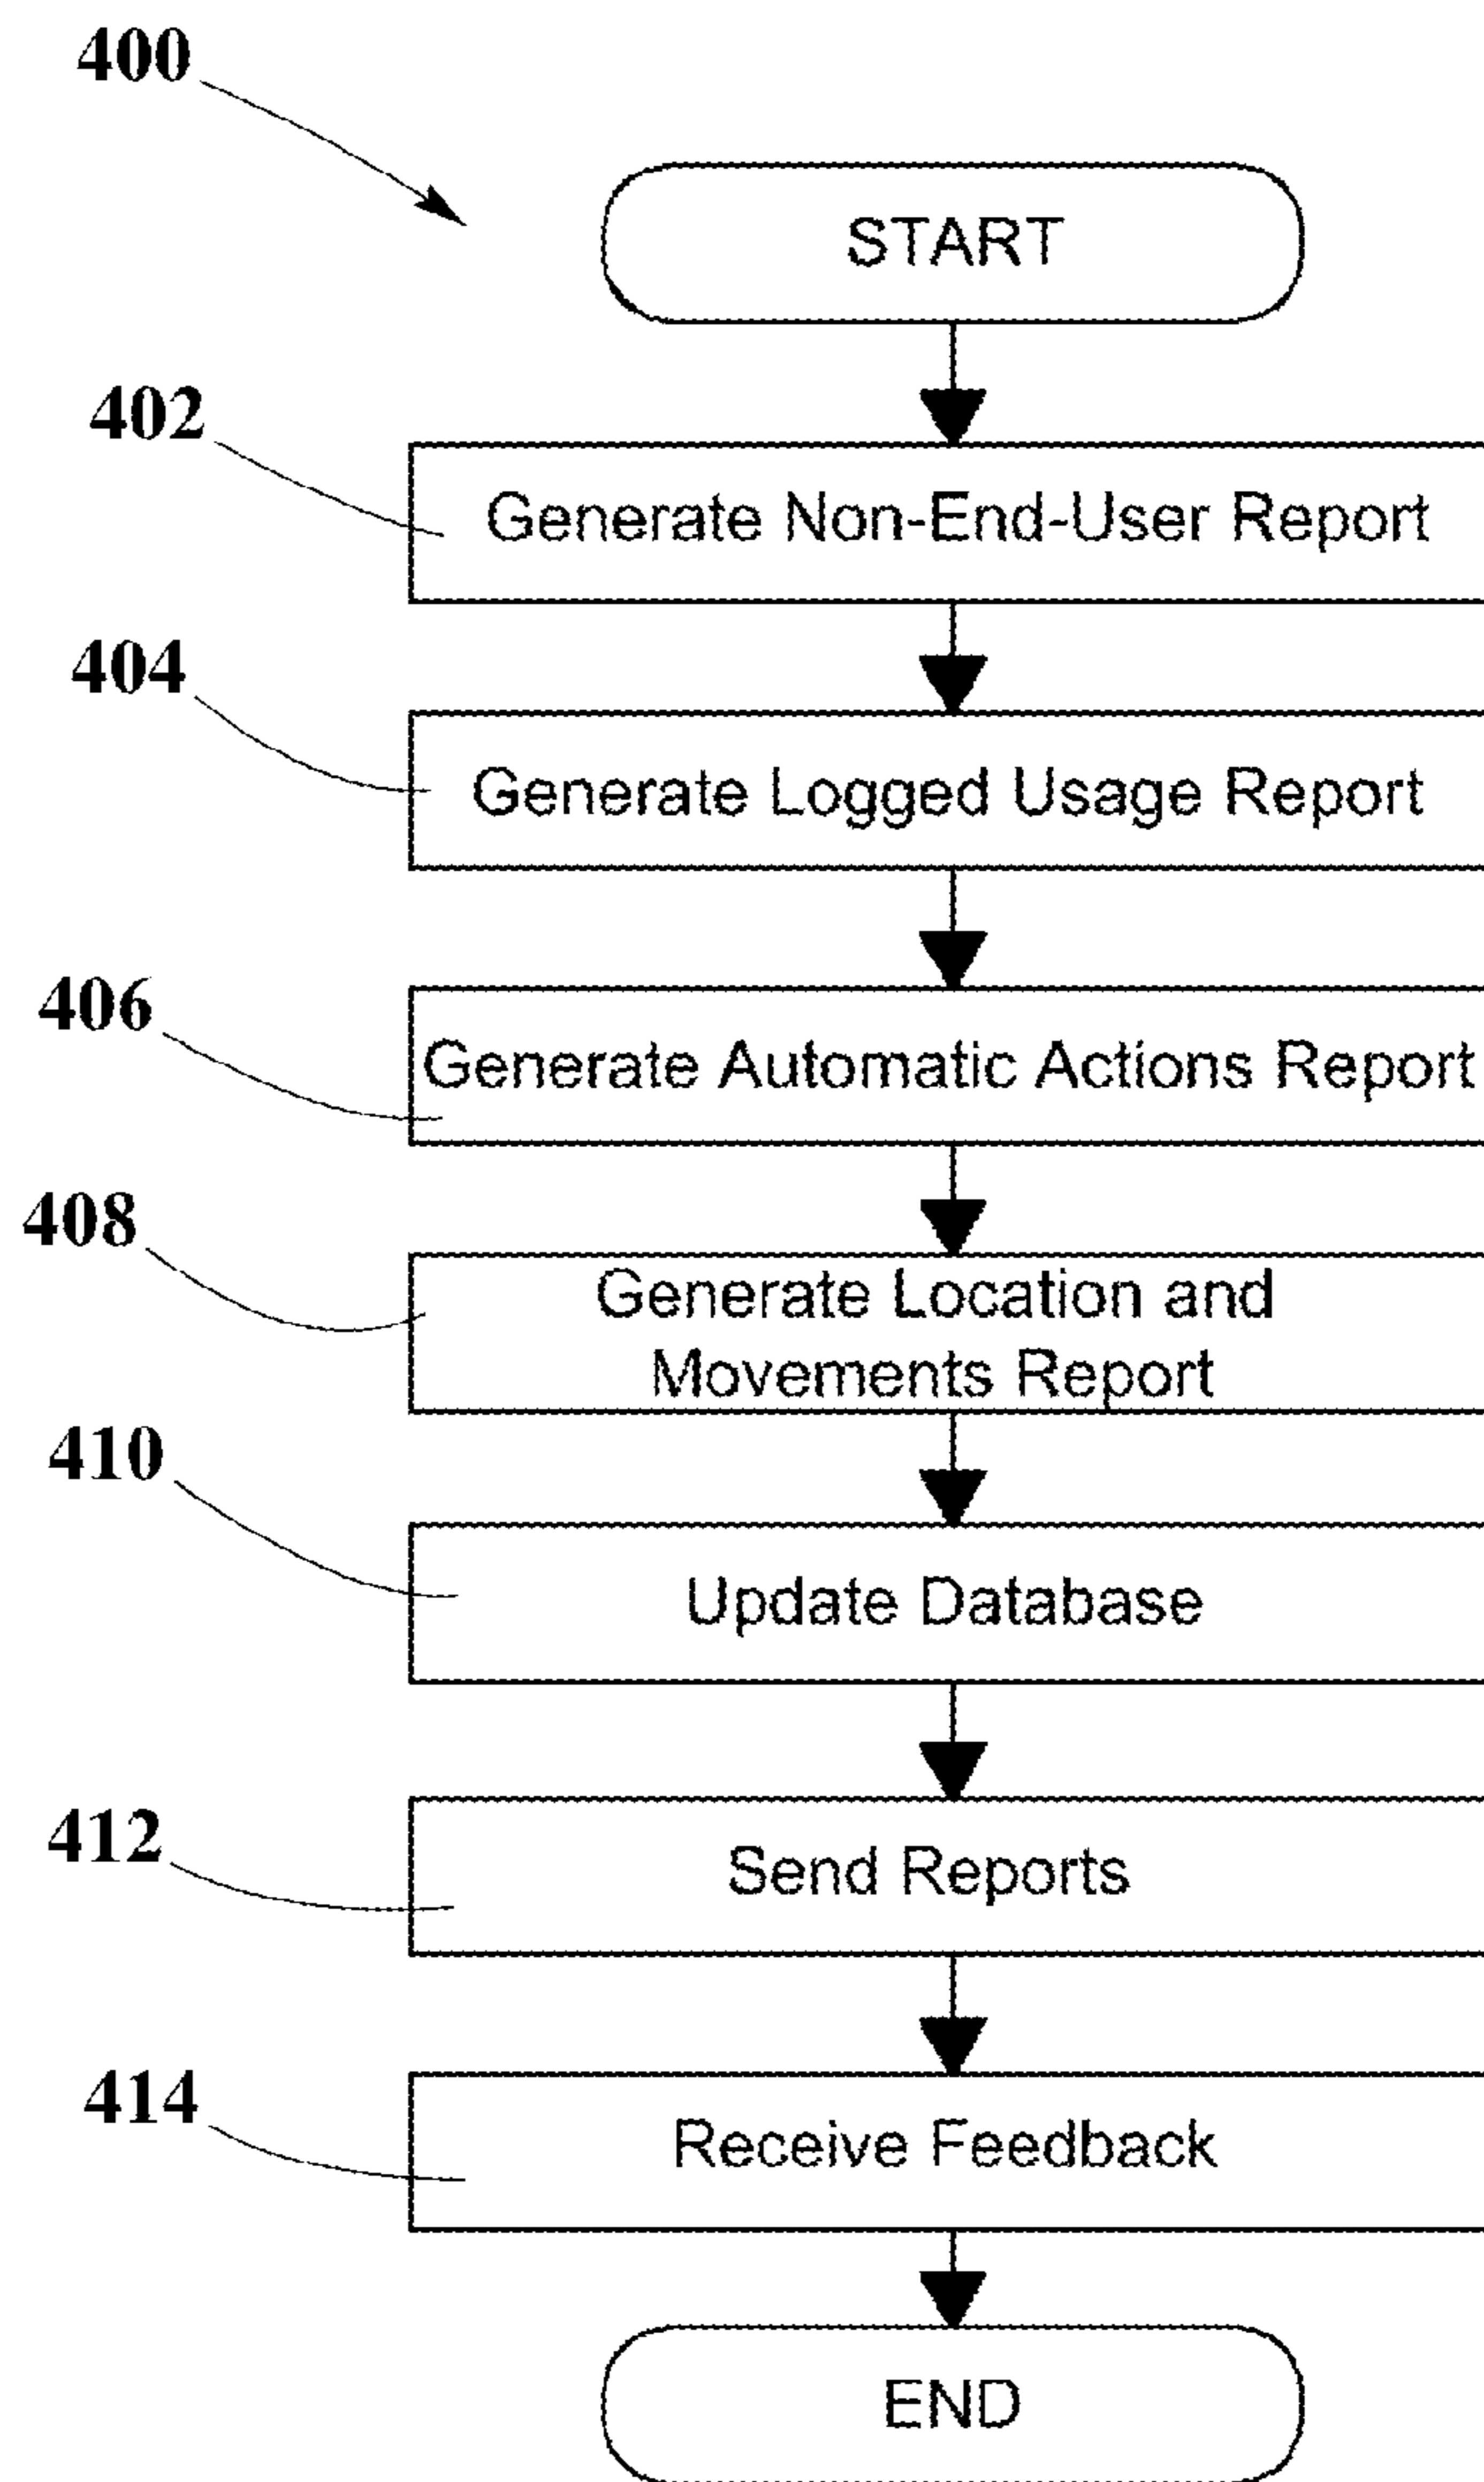 400
START
402
Generate Non-End-User Report
404
Generate Logged Usage Report
406
Generate Automatic Actions Report
408
Generate Location and
Movements Report
410
Update Database
412
Send Reports
414
Receive Feedback
END